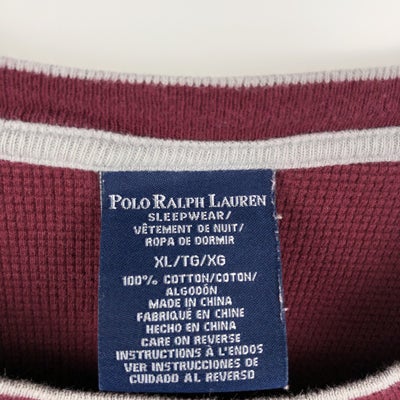 POLO RALPH LAUREN
SLEEPWEAR/
VÊTEMENT DE NUIT/
ROPA DE DORMIR
XL/TG/XG
100% COTTON/COTON/
ALGODÓN
MADE IN CHINA
FABRIQUÉ EN CHINE
HECHO EN CHINA
CARE ON REVERSE
INSTRUCTIONS À L'ENDOS
VER INSTRUCCIONES DE
CUIDADO AL REVERSO